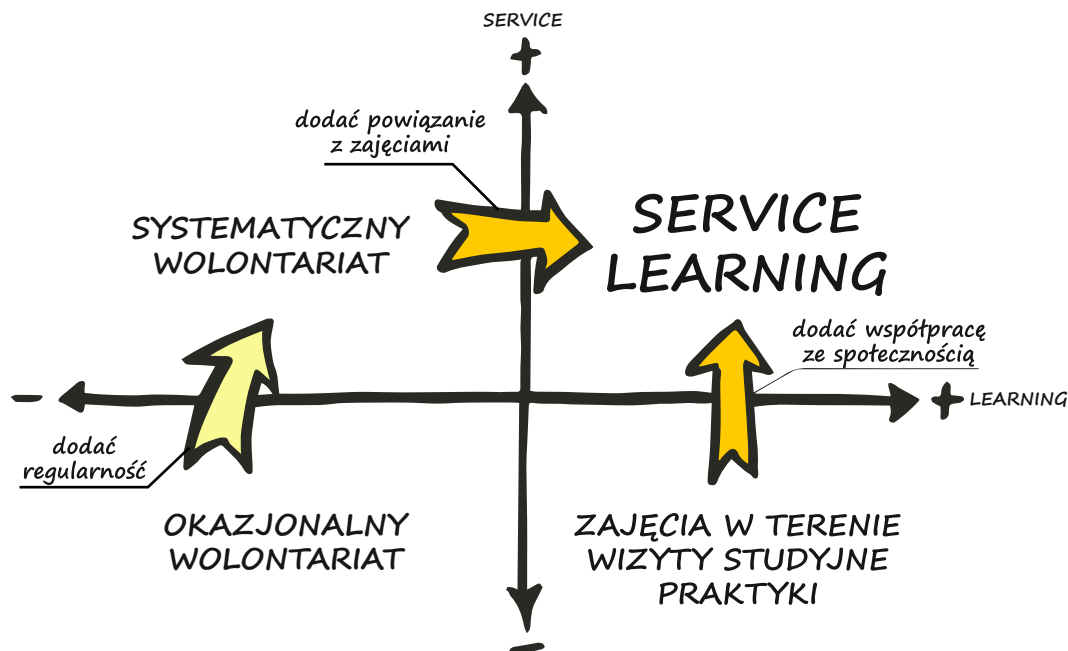 SERVICE
+
dodać powiązanie
z zajęciami
SYSTEMATYCZNY
WOLONTARIAT
SERVICE
LEARNING
dodać współpracę
ze społecznością
-
+ LEARNING
dodać
regularność
OKAZJONALNY
WOLONTARIAT
ZAJĘCIA W TERENIE
WIZYTY STUDYJNE
PRAKTYKI
-